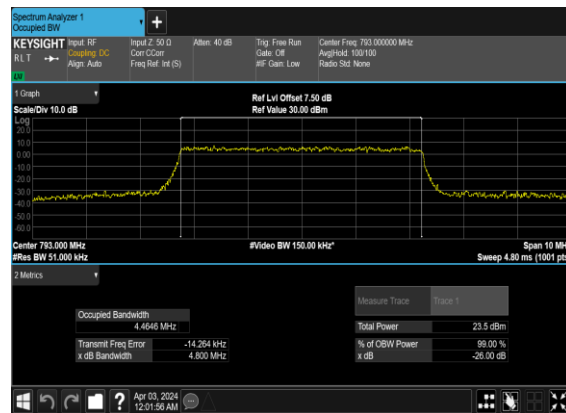 Spectrum Analyzer 1
Occupied BW
+
KEYSIGHT
Input: RF
Input Z: 50 Ω
Atten: 40 dB
Trig: Free Run
Center Freq: 793.000000 MHz
RLT
Coupling: DC
Corr CCorr
Gate: Off
Avg|Hold: 100/100
Align: Auto
Freq Ref: Int (S)
#IF Gain: Low
Radio Std: None
LU
1 Graph
Ref Lvl Offset 7.50 dB
Scale/Div 10.0 dB
Ref Value 30.00 dBm
Log
20.0
10.0
0.00
-10.0
-20.0
-30.0
-40.0
-50.0
-60.0
Center 793.000 MHz
#Video BW 150.00 kHz*
Span 10 MH
#Res BW 51.000 kHz
Sweep 4.80 ms (1001 pts
2 Metrics
Measure Trace
Trace 1
Occupied Bandwidth
4.4646 MHz
Total Power
23.5 dBm
Transmit Freq Error
-14.264 kHz
% of OBW Power
99.00 %
x dB Bandwidth
4.800 MHz
x dB
-26.00 dB
?
Apr 03, 2024
12:01:56 AM